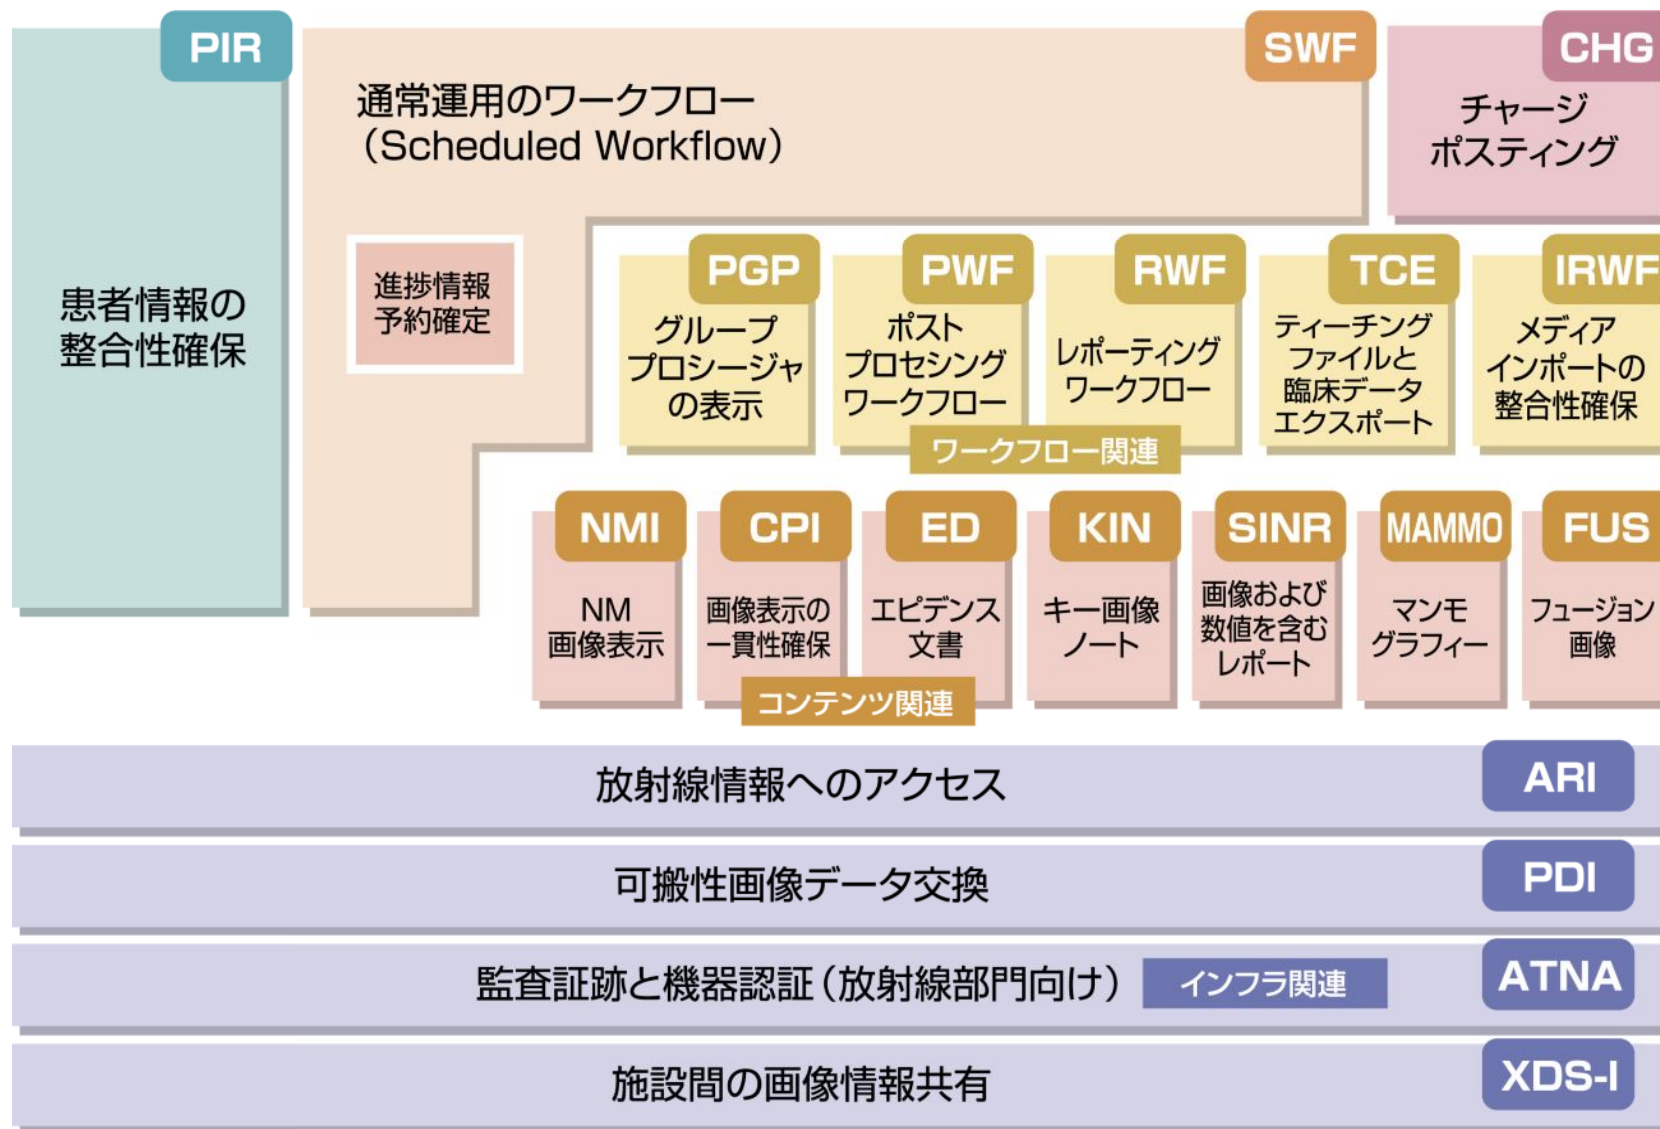 PIR
患者情報の
整合性確保
SWF
通常運用のワークフロー
（Scheduled Workflow）
進捗情報
予約確定
CHG
チャージ
ポスティング
PGP
グループ
プロシージャ
の表示
PWF
ポスト
プロセシング
ワークフロー
RWF
レポーティング
ワークフロー
TCE
ティーチング
ファイルと
臨床データ
エクスポート
IRWF
メディア
インポートの
整合性確保
ワークフロー関連
NMI
NM
画像表示
CPI
画像表示の
一貫性確保
ED
エビデンス
文書
KIN
キー画像
ノート
SINR
画像および
数値を含む
レポート
MAMMO
マンモ
グラフィー
FUS
フュージョン
画像
コンテンツ関連
放射線情報へのアクセス
ARI
可搬性画像データ交換
PDI
監査証跡と機器認証（放射線部門向け）
インフラ関連
ATNA
施設間の画像情報共有
XDS-I